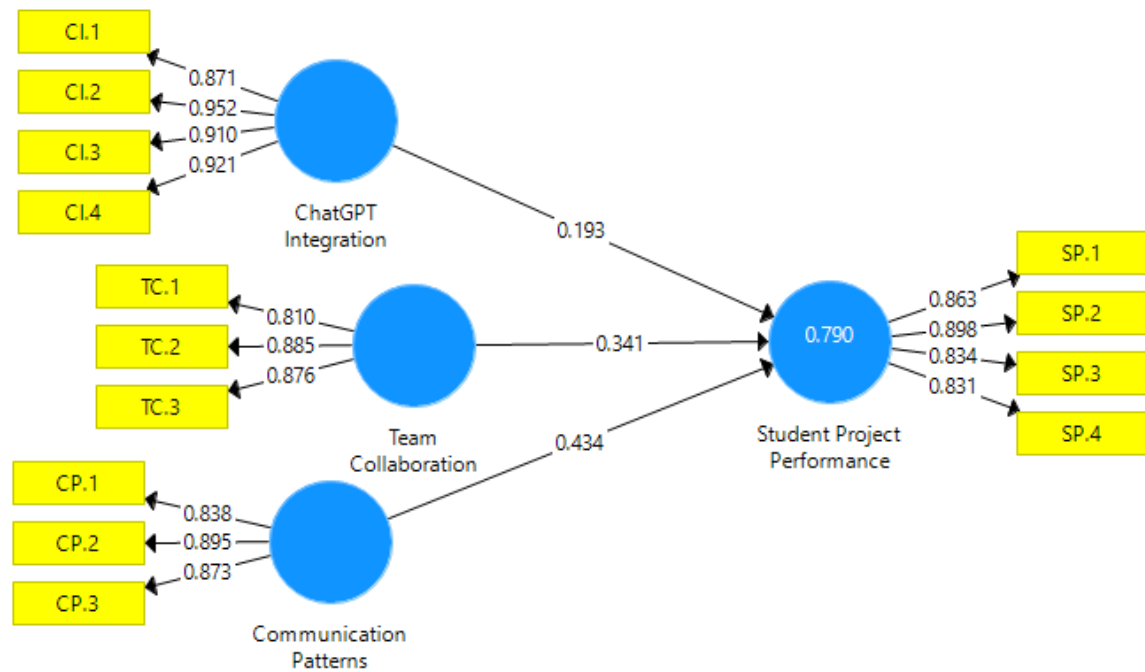 CI.1
CI.2
CI.3
CI.4
0.871
0.952
0.910
0.921
ChatGPT
Integration
0.193
TC.1
TC.2
TC.3
0.810
0.885
0.876
Team
Collaboration
0.341
CP.1
CP.2
CP.3
0.838
0.895
0.873
Communication
Patterns
0.434
0.790
Student Project
Performance
0.863
0.898
0.834
0.831
SP.1
SP.2
SP.3
SP.4